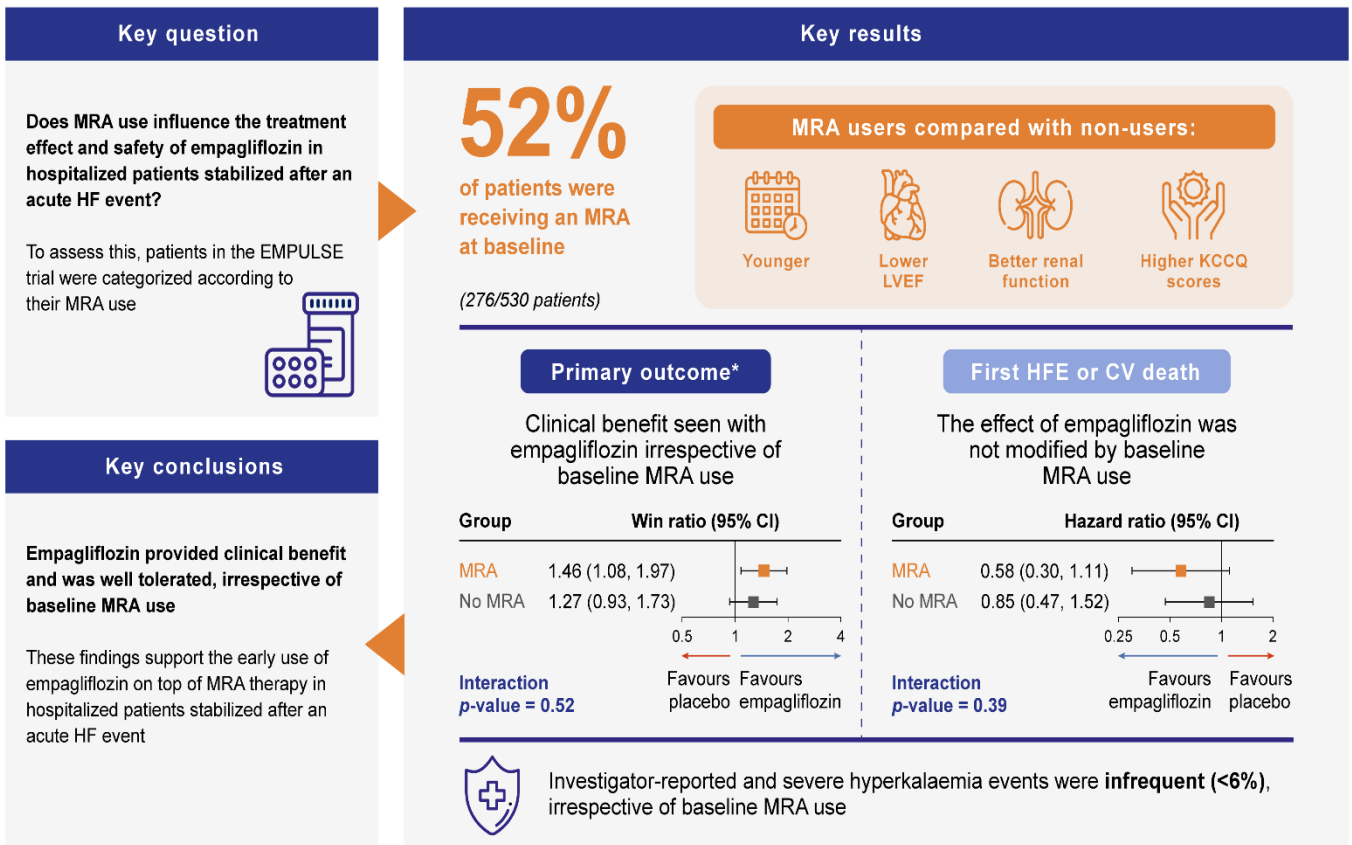 Key question
Does MRA use influence the treatment
effect and safety of empagliflozin in
hospitalized patients stabilized after an
acute HF event?
To assess this, patients in the EMPULSE
trial were categorized according to
their MRA use
Key conclusions
Empagliflozin provided clinical benefit
and was well tolerated, irrespective of
baseline MRA use
These findings support the early use of
empagliflozin on top of MRA therapy in
hospitalized patients stabilized after an
acute HF event
Key results
52%
of patients were
receiving an MRA
at baseline
(276/530 patients)
MRA users compared with non-users:
Younger
Lower
LVEF
Better renal
function
Higher KCCQ
scores
Primary outcome*
Clinical benefit seen with
empagliflozin irrespective of
baseline MRA use
Group Win ratio (95% CI)
MRA 1.46 (1.08, 1.97)
No MRA 1.27 (0.93, 1.73)
0.5 1 2 4
Favours
placebo
Favours
empagliflozin
Interaction
p-value = 0.52
First HFE or CV death
The effect of empagliflozin was
not modified by baseline
MRA use
Group Hazard ratio (95% CI)
MRA 0.58 (0.30, 1.11)
No MRA 0.85 (0.47, 1.52)
0.25 0.5 1 2
Favours
empagliflozin
Favours
placebo
Interaction
p-value = 0.39
Investigator-reported and severe hyperkalaemia events were infrequent (<6%),
irrespective of baseline MRA use